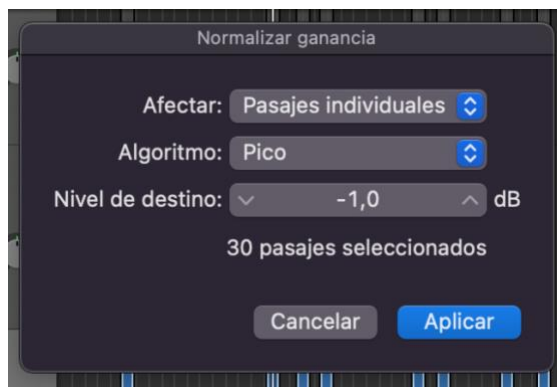 Normalizar ganancia
Afectar: Pasajes individuales
Algoritmo: Pico
Nivel de destino: -1,0 dB
30 pasajes seleccionados
Cancelar Aplicar